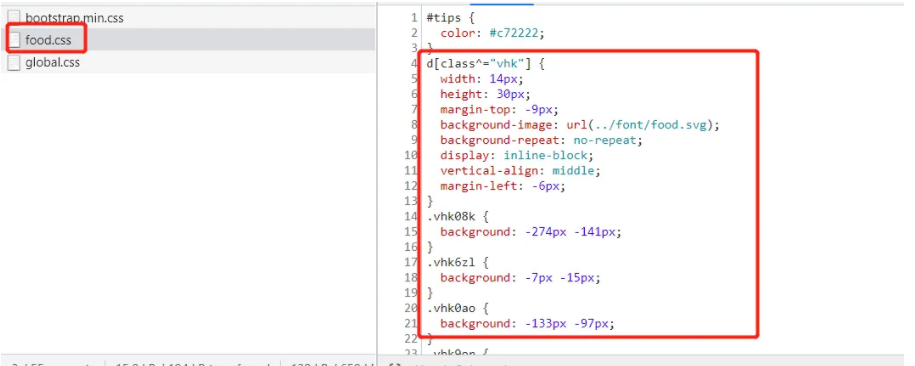 bootstrap.min.css
food.css
global.css
1 #tips {
2 color: #c72222;
3 }
4 d[class^="vhk"] {
5 width: 14px;
6 height: 30px;
7 margin-top: -9px;
8 background-image: url(../font/food.svg);
9 background-repeat: no-repeat;
10 display: inline-block;
11 vertical-align: middle;
12 margin-left: -6px;
13 }
14 .vhk08k {
15 background: -274px -141px;
16 }
17 .vhk6zl {
18 background: -7px -15px;
19 }
20 .vhk0ao {
21 background: -133px -97px;
22 }
23